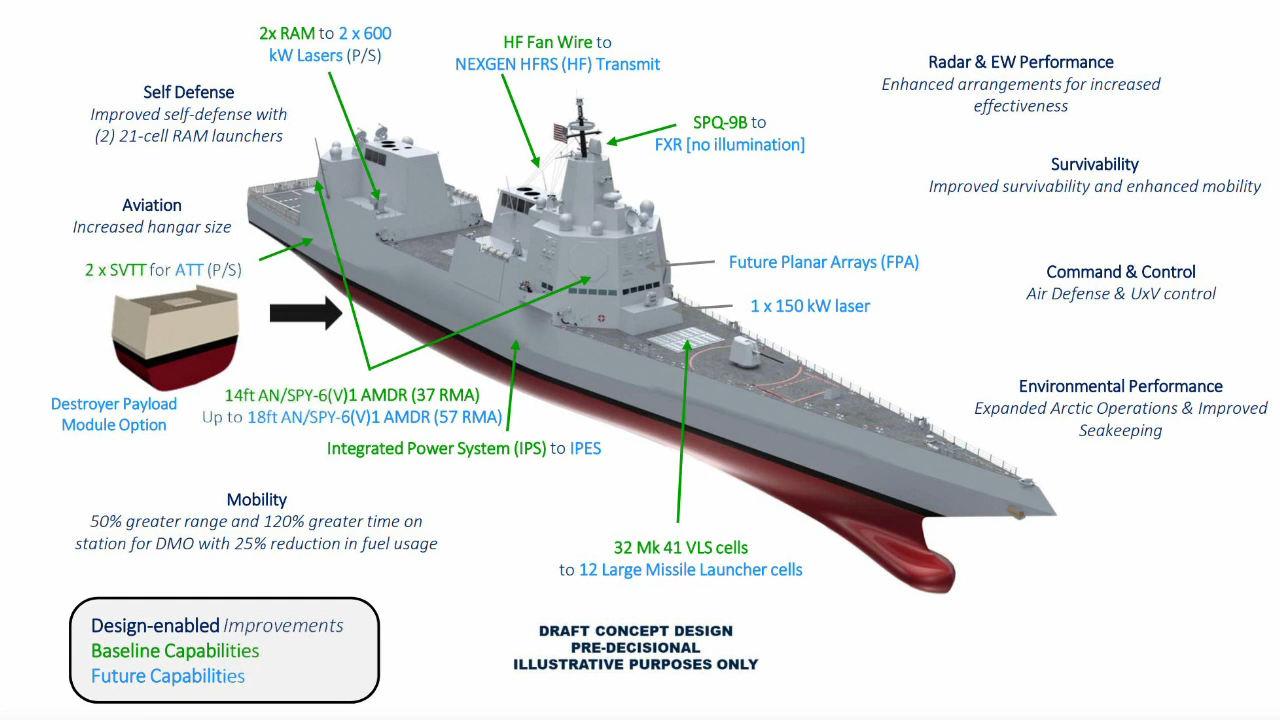 2x RAM to 2 x 600
kW Lasers (P/S)
HF Fan Wire to
NEXGEN HFRS (HF) Transmit
SPQ-9B to
FXR [no illumination]
Radar & EW Performance
Enhanced arrangements for increased
effectiveness
Self Defense
Improved self-defense with
(2) 21-cell RAM launchers
Survivability
Improved survivability and enhanced mobility
Aviation
Increased hangar size
2 x SVTT for ATT (P/S)
Future Planar Arrays (FPA)
1 x 150 kW laser
Command & Control
Air Defense & UxV control
Destroyer Payload
Module Option
14ft AN/SPY-6(V)1 AMDR (37 RMA)
Up to 18ft AN/SPY-6(V)1 AMDR (57 RMA)
Integrated Power System (IPS) to IPES
Environmental Performance
Expanded Arctic Operations & Improved
Seakeeping
Mobility
50% greater range and 120% greater time on
station for DMO with 25% reduction in fuel usage
32 Mk 41 VLS cells
to 12 Large Missile Launcher cells
Design-enabled Improvements
Baseline Capabilities
Future Capabilities
DRAFT CONCEPT DESIGN
PRE-DECISIONAL
ILLUSTRATIVE PURPOSES ONLY